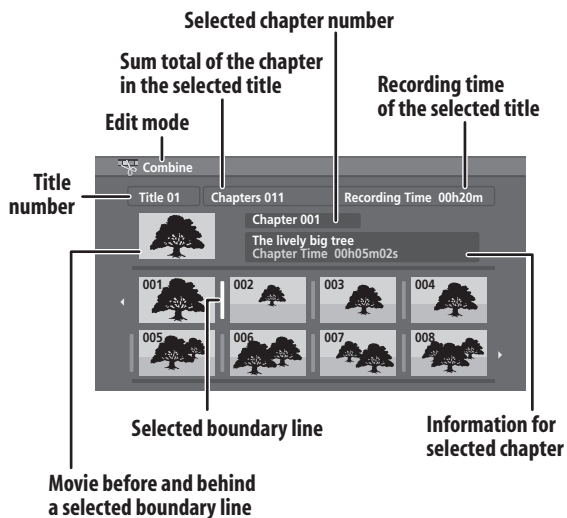 Selected chapter number
Sum total of the chapter
in the selected title
Recording time
of the selected title
Edit mode
Combine
Title
number
Title 01
Chapters 011
Recording Time 00h20m
Chapter 001
The lively big tree
Chapter Time 00h05m02s
001
002
003
004
005
006
007
008
Selected boundary line
Information for
selected chapter
Movie before and behind
a selected boundary line